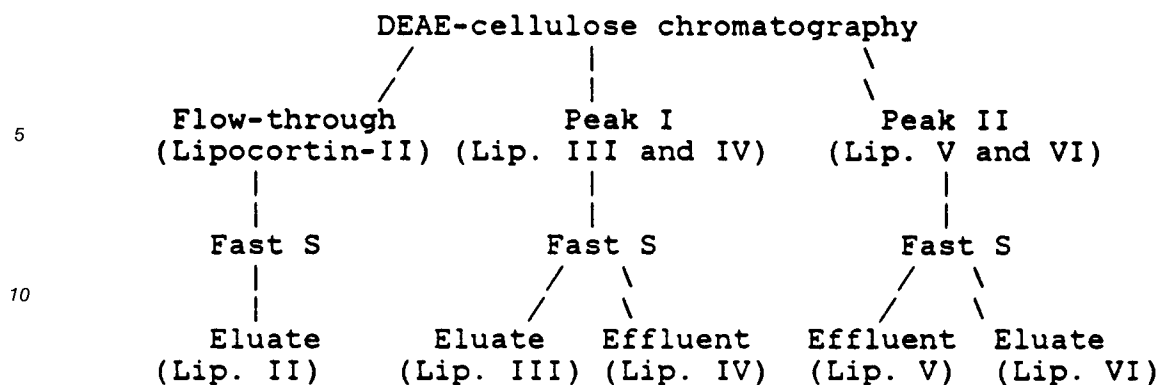 DEAE-cellulose chromatography
5 Flow-through Peak I Peak II
(Lipocortin-II) (Lip. III and IV) (Lip. V and VI)
Fast S Fast S Fast S
10
Eluate Eluate Effluent Effluent Eluate
(Lip. II) (Lip. III) (Lip. IV) (Lip. V) (Lip. VI)